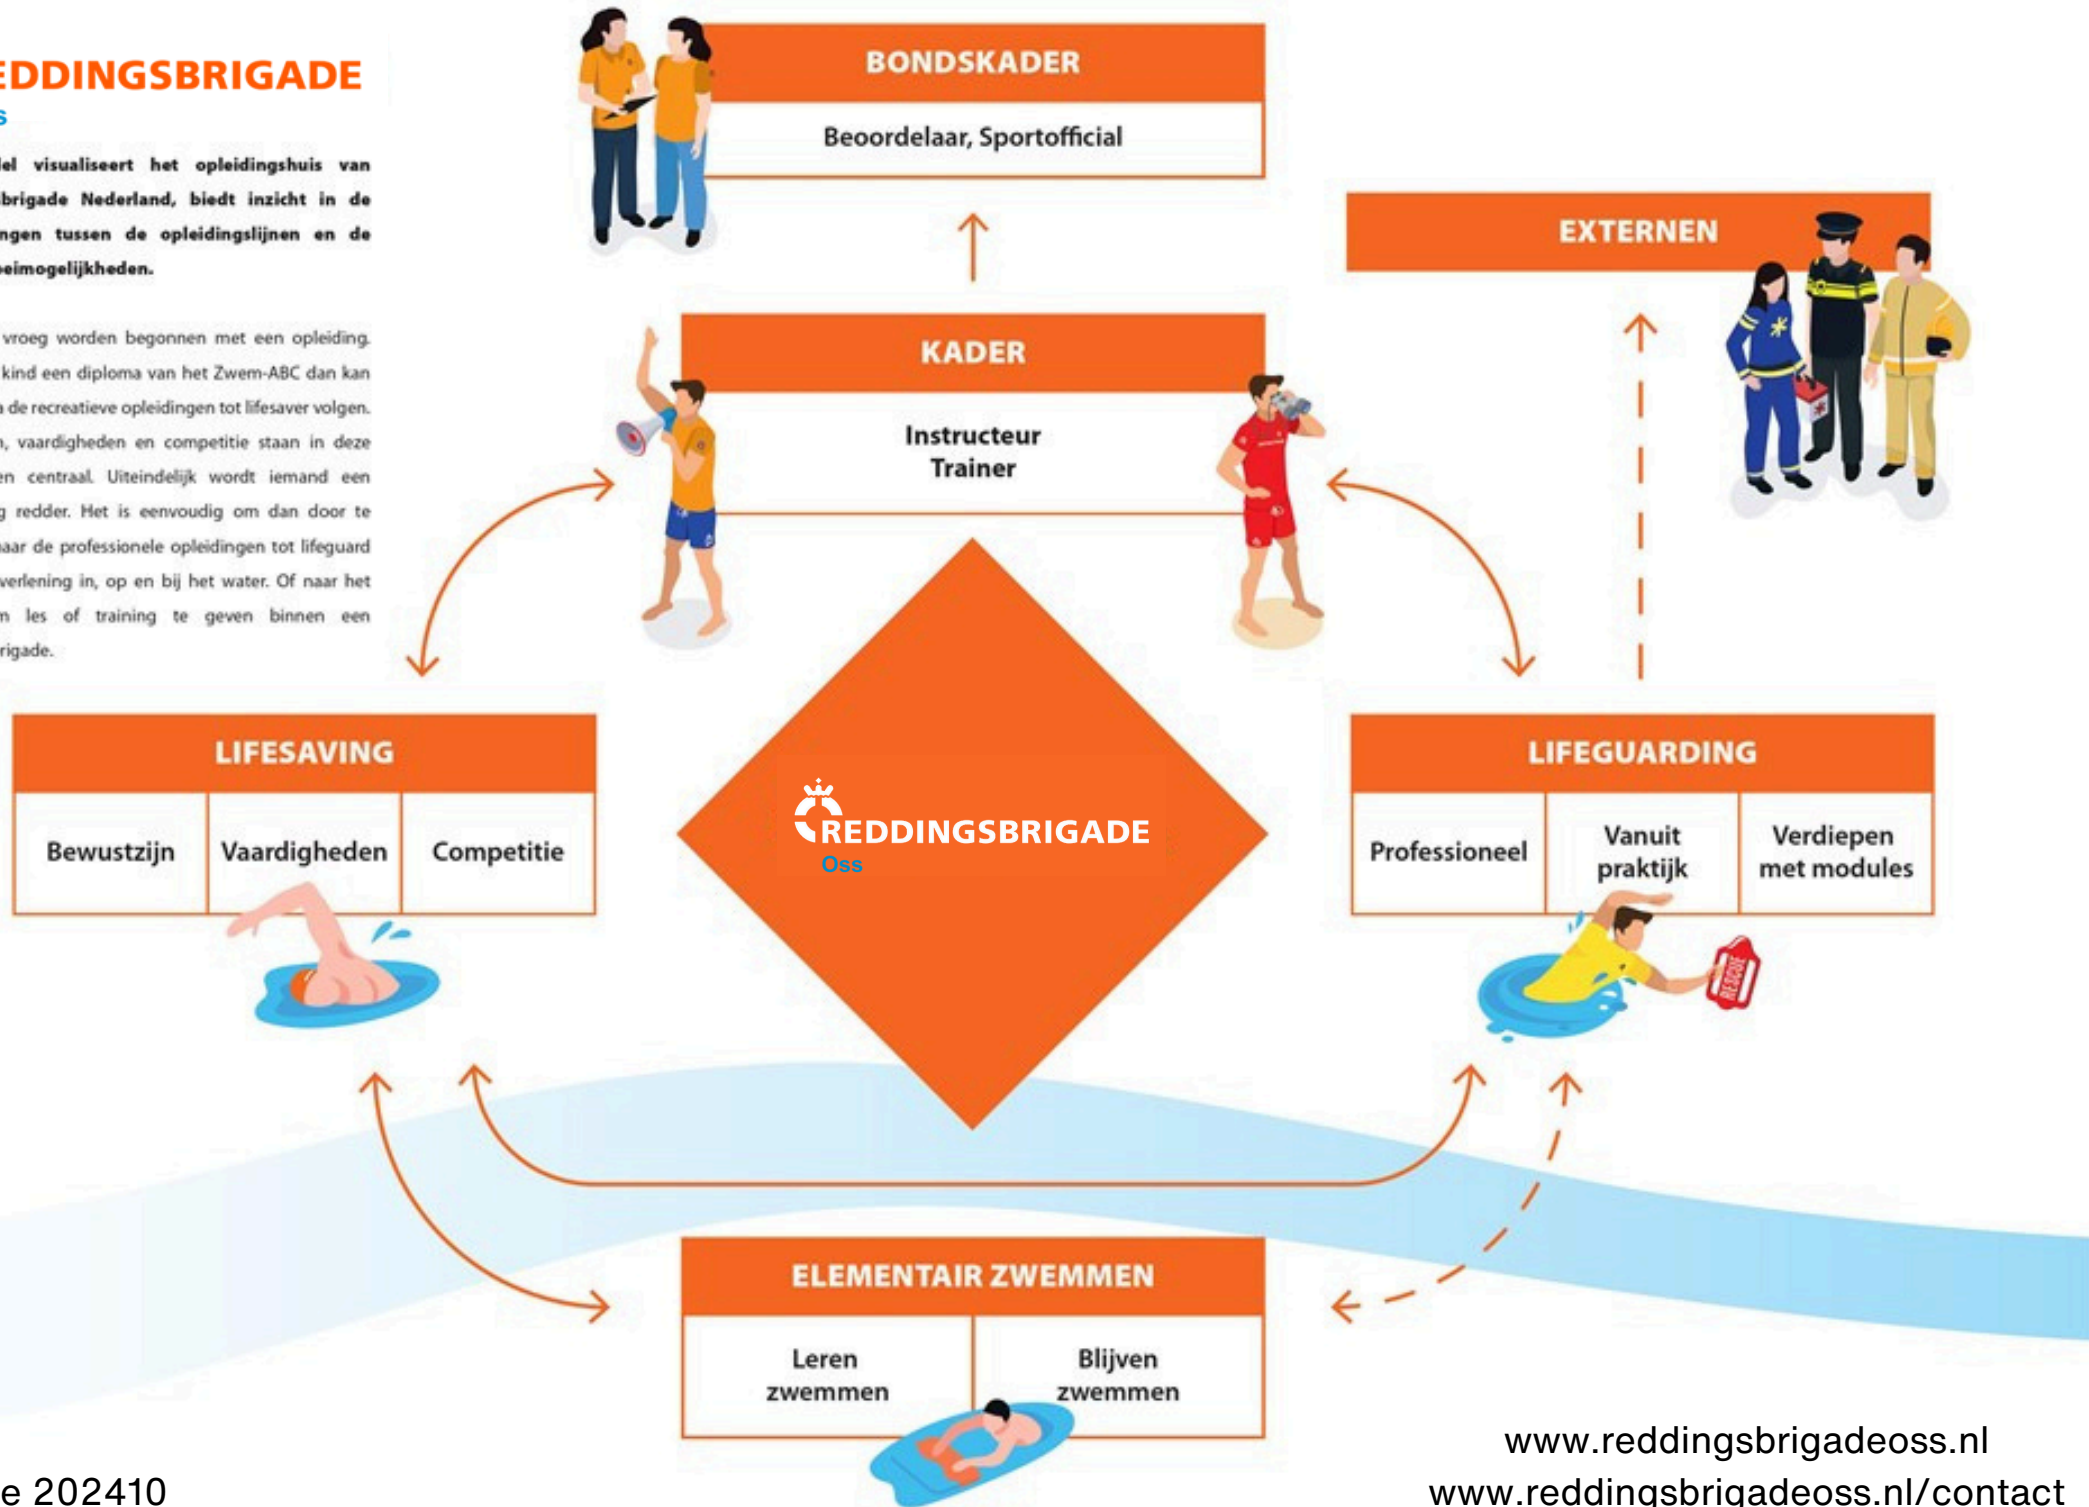 EDDINGSBRIGADE
s
el visualiseert het opleidingshuis van
brigade Nederland, biedt inzicht in de
ngen tussen de opleidingslijnen en de
eimogelijkheden.
vroeg worden begonnen met een opleiding.
kind een diploma van het Zwem-ABC dan kan
a de recreatieve opleidingen tot lifesaver volgen.
n, vaardigheden en competitie staan in deze
en centraal. Uiteindelijk wordt iemand een
g redder. Het is eenvoudig om dan door te
aar de professionele opleidingen tot lifeguard
verlening in, op en bij het water. Of naar het
m les of training te geven binnen een
rigade.
BONDSKADER
Beoordelaar, Sportofficial
EXTERNEN
KADER
Instructeur
Trainer
LIFESAVING
Bewustzijn
Vaardigheden
Competitie
REDDINGSBRIGADE
Oss
LIFEGUARDING
Professioneel
Vanuit
praktijk
Verdiepen
met modules
RESCUE
ELEMENTAIR ZWEMMEN
Leren
zwemmen
Blijven
zwemmen
www.reddingsbrigadeoss.nl
e 202410
www.reddingsbrigadeoss.nl/contact